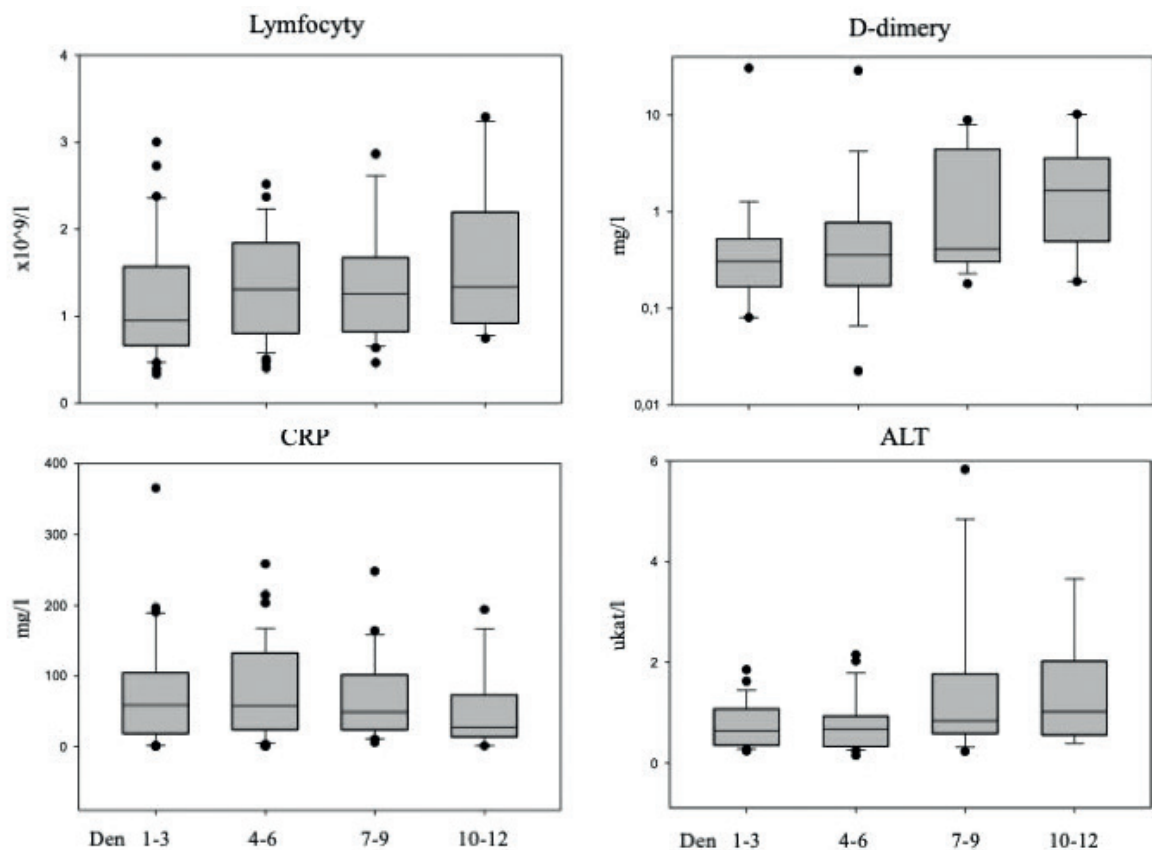 Lymfocyty
4
3
2
1
0
x10^9/l
D-dimery
10
1
0,1
0,01
mg/l
CRP
400
300
200
100
0
mg/l
Den 1-3 4-6 7-9 10-12
ALT
6
4
2
0
ukat/l
Den 1-3 4-6 7-9 10-12